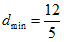 d_min = 12/5